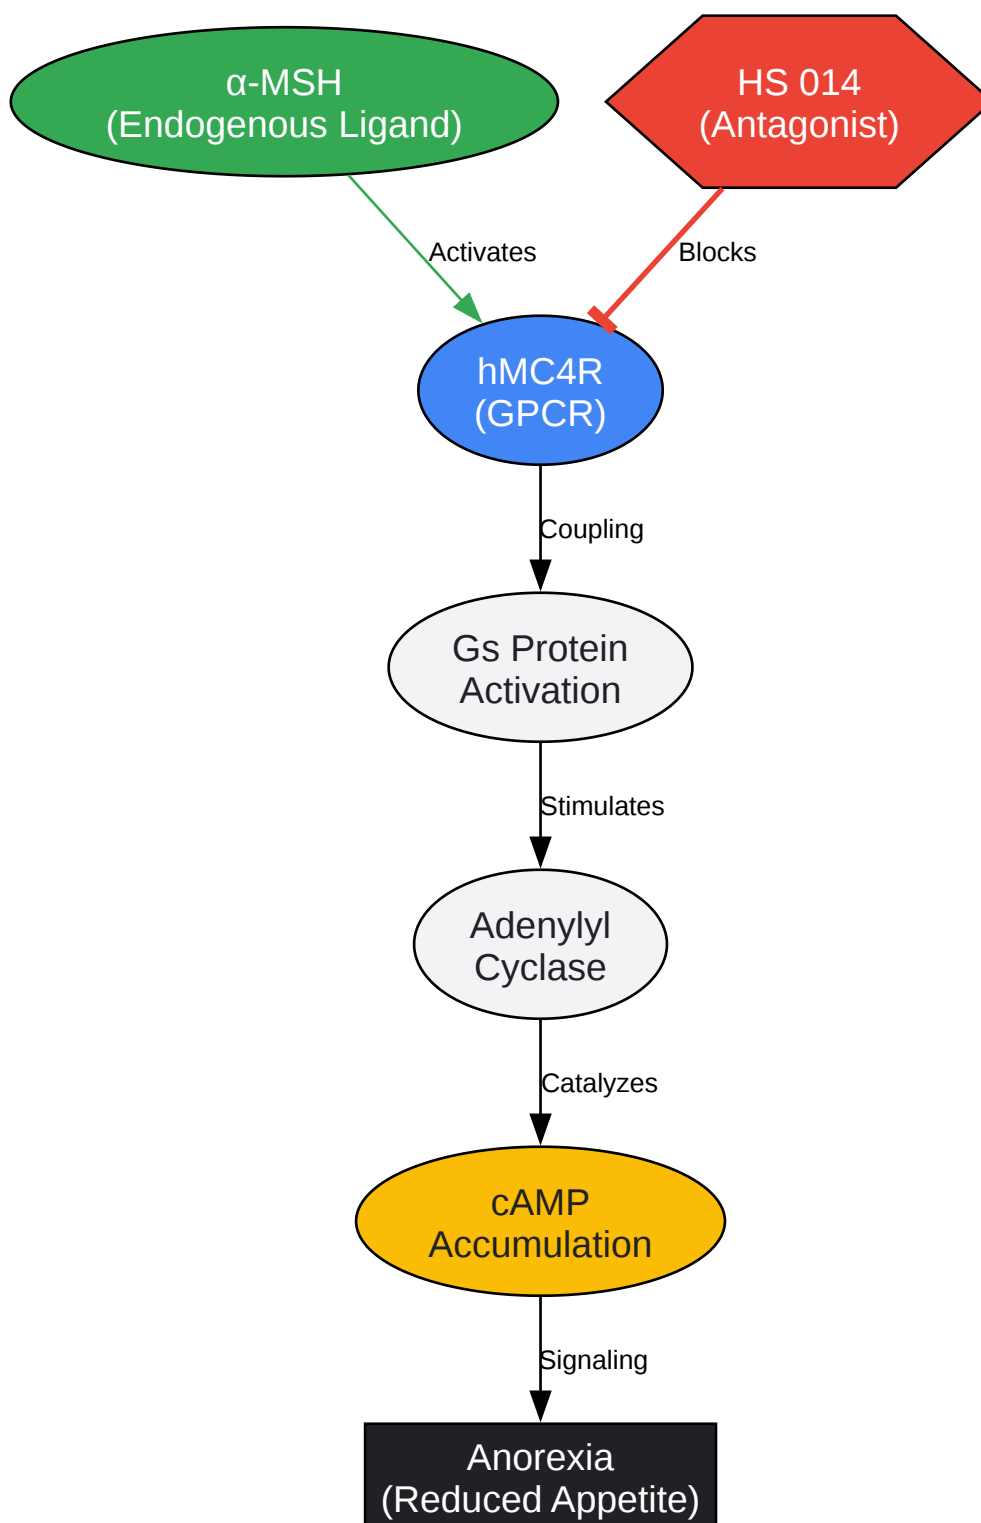 α-MSH
(Endogenous Ligand)
HS 014
(Antagonist)
Activates
Blocks
hMC4R
(GPCR)
Coupling
Gs Protein
Activation
Stimulates
Adenylyl
Cyclase
Catalyzes
cAMP
Accumulation
Signaling
Anorexia
(Reduced Appetite)